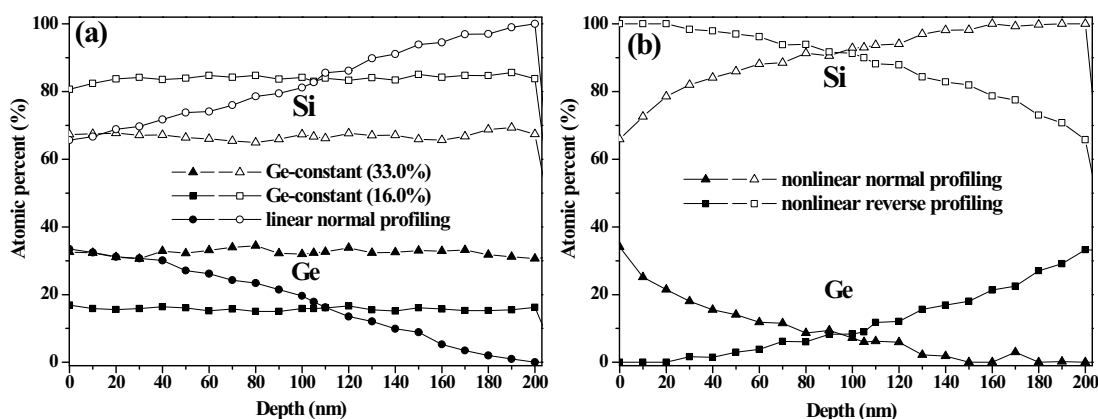 (a)
Atomic percent (%)
100
80
60
40
20
0
Si
Ge-constant (33.0%)
Ge-constant (16.0%)
linear normal profiling
Ge
0 20 40 60 80 100 120 140 160 180 200
Depth (nm)
(b)
Atomic percent (%)
100
80
60
40
20
0
Si
nonlinear normal profiling
nonlinear reverse profiling
Ge
0 20 40 60 80 100 120 140 160 180 200
Depth (nm)